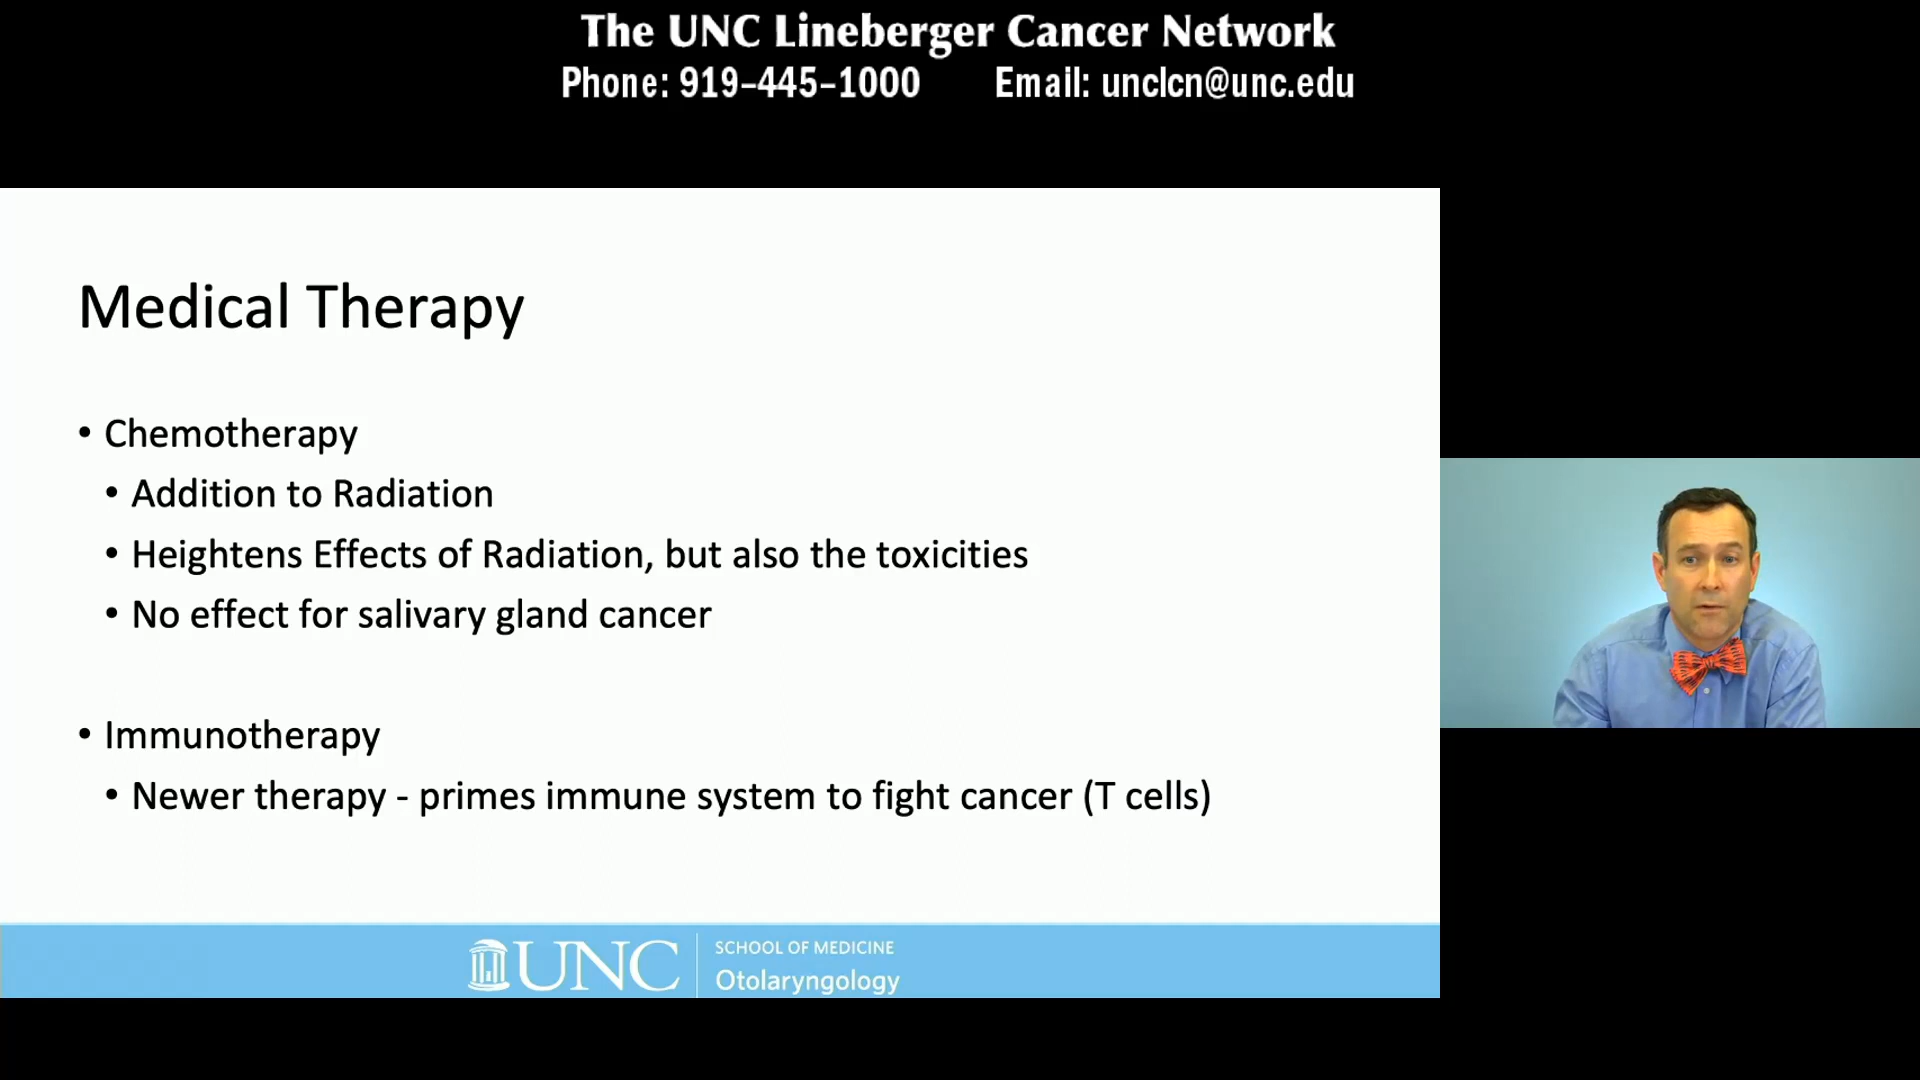 The UNC Lineberger Cancer Network
Phone: 919-445-1000 Email: unclcn@unc.edu
Medical Therapy
• Chemotherapy
• Addition to Radiation
• Heightens Effects of Radiation, but also the toxicities
• No effect for salivary gland cancer
• Immunotherapy
• Newer therapy - primes immune system to fight cancer (T cells)
UNC
SCHOOL OF MEDICINE
Otolaryngology